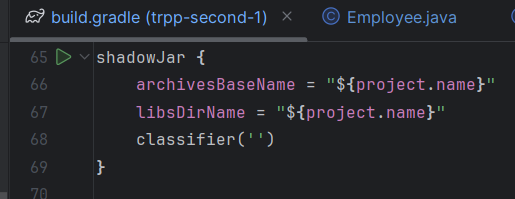 build.gradle (trpp-second-1)
Employee.java
65 shadowJar {
66 archivesBaseName = "${project.name}"
67 libsDirName = "${project.name}"
68 classifier('')
69 }
70